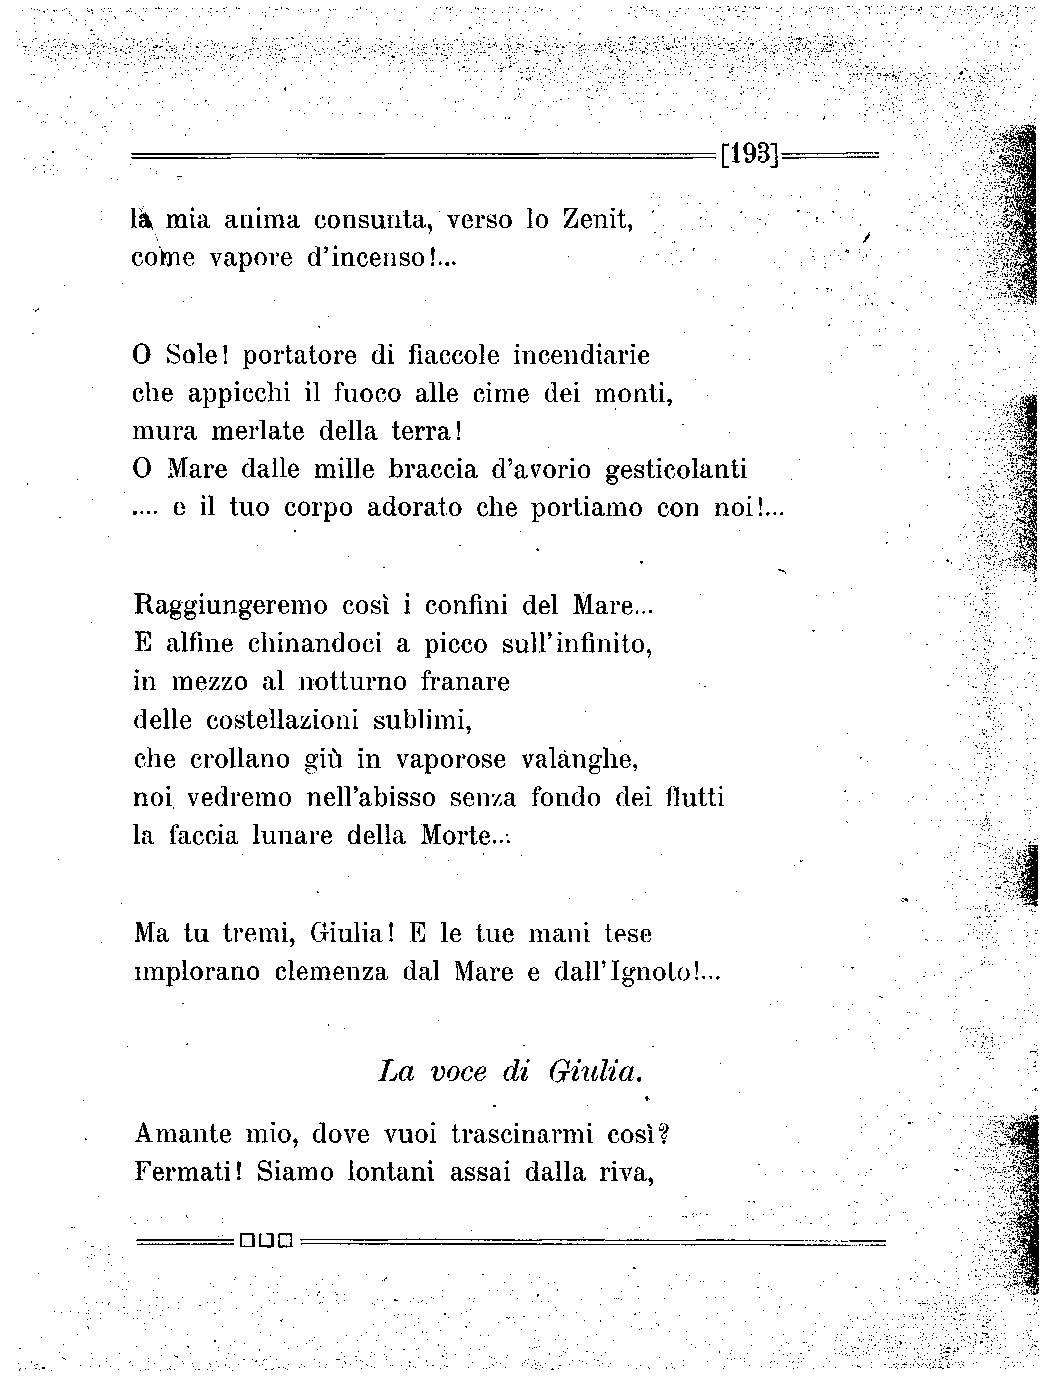 [193]
la mia anima consunta, verso lo Zenit,
come vapore d'incenso!...
O Sole! portatore di fiaccole incendiarie
che appicchi il fuoco alle cime dei monti,
mura merlate della terra!
O Mare dalle mille braccia d'avorio gesticolanti
.... e il tuo corpo adorato che portiamo con noi!...
Raggiungeremo così i confini del Mare...
E alfine chinandoci a picco sull'infinito,
in mezzo al notturno franare
delle costellazioni sublimi,
che crollano giù in vaporose valanghe,
noi vedremo nell'abisso senza fondo dei flutti
la faccia lunare della Morte...
Ma tu tremi, Giulia! E le tue mani tese
implorano clemenza dal Mare e dall'Ignoto!...
La voce di Giulia.
Amante mio, dove vuoi trascinarmi così?
Fermati! Siamo lontani assai dalla riva,